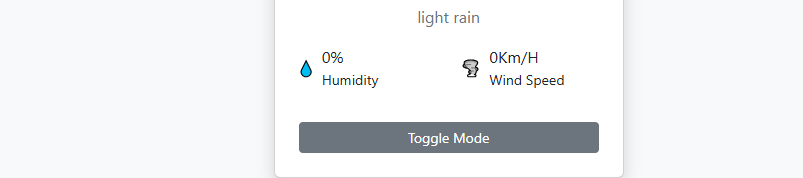 light rain
0%
Humidity
0Km/H
Wind Speed
Toggle Mode